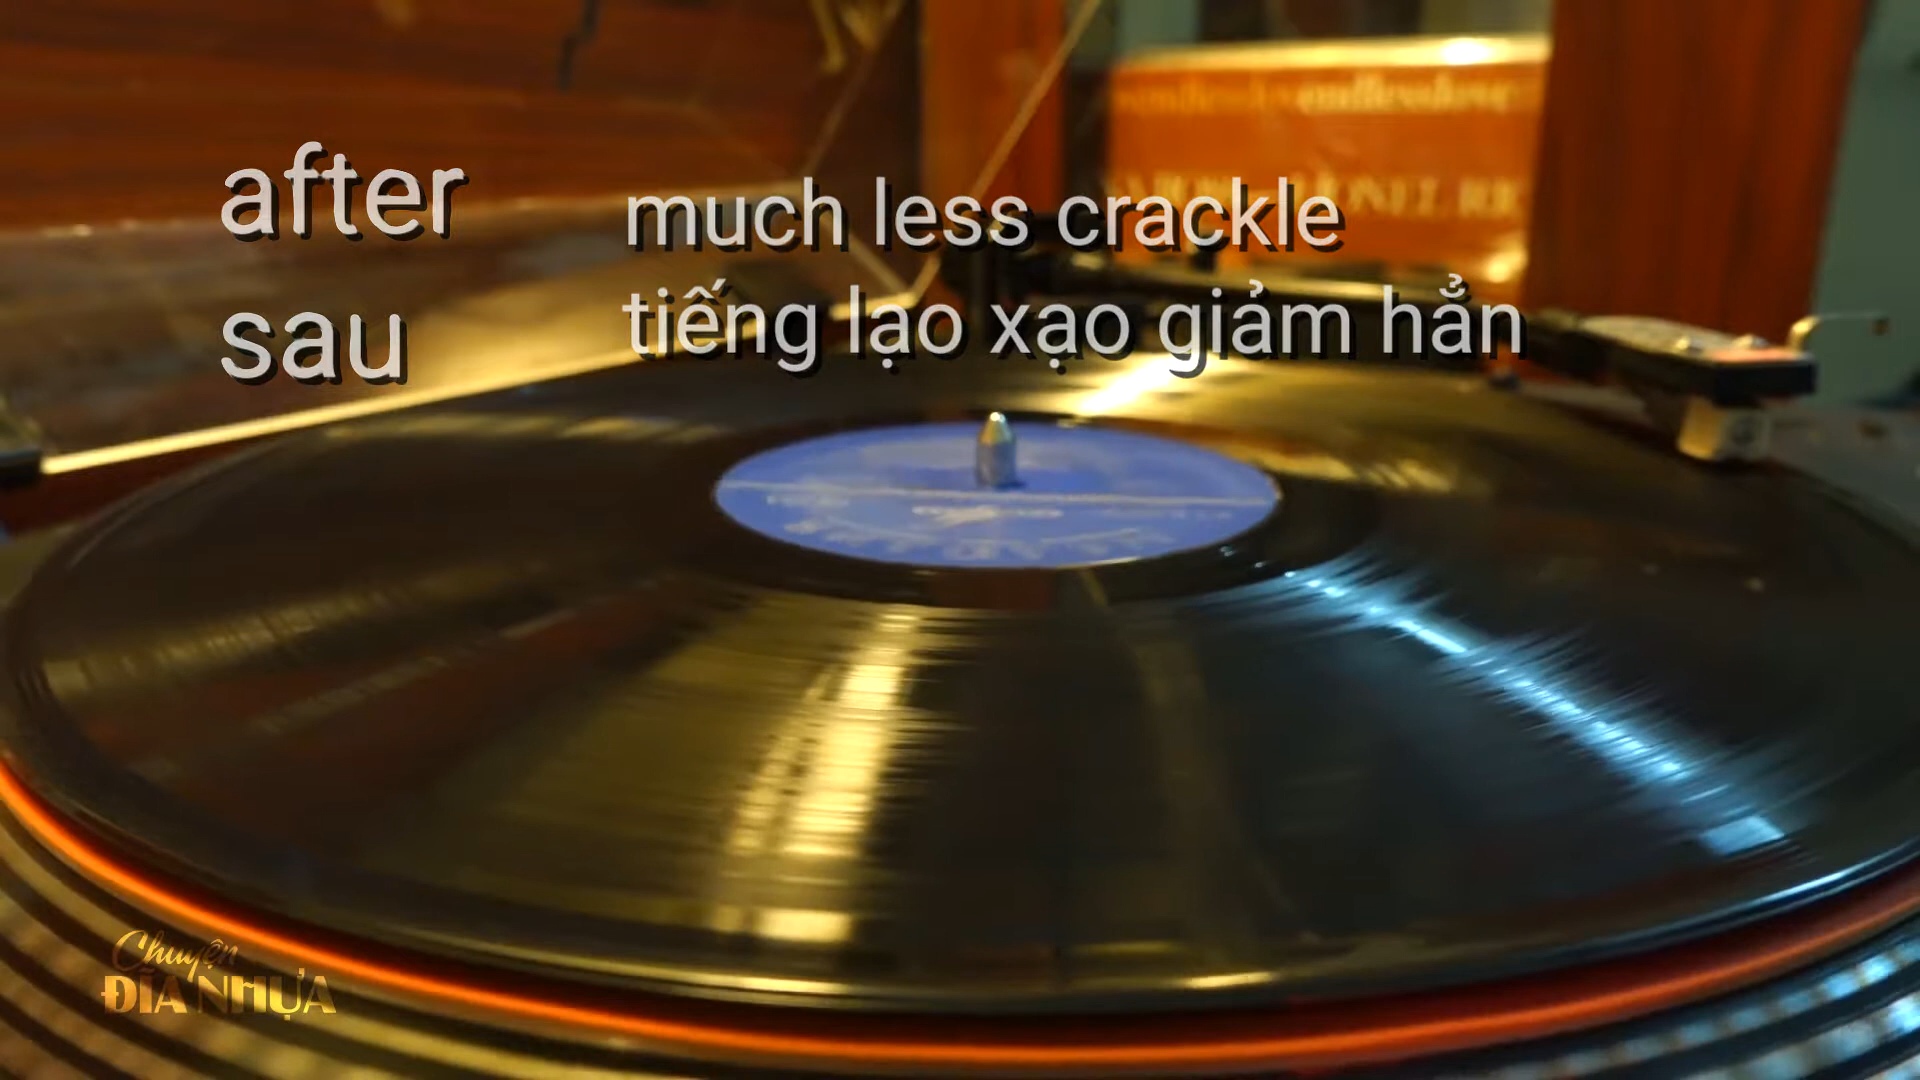 after
sau
much less crackle
tiếng lạo xạo giảm hẳn
Chuyện
ĐĨA NHỰA